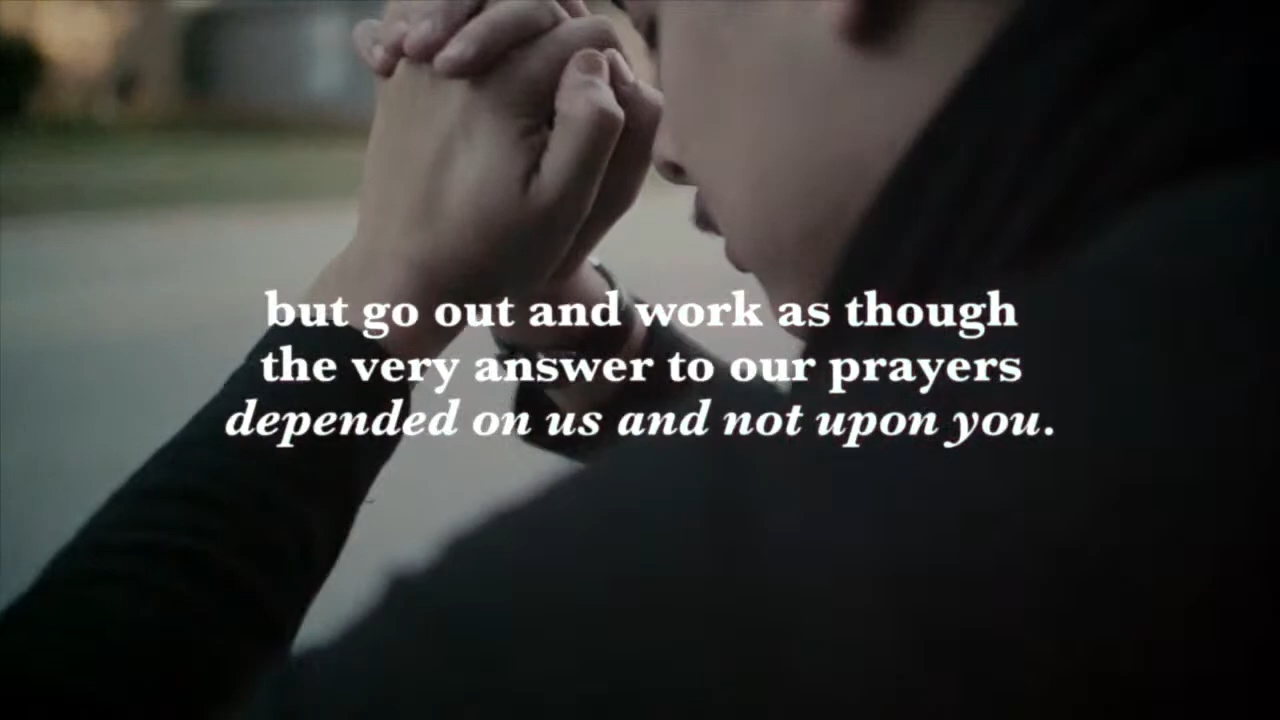 but go out and work as though
the very answer to our prayers
depended on us and not upon you.